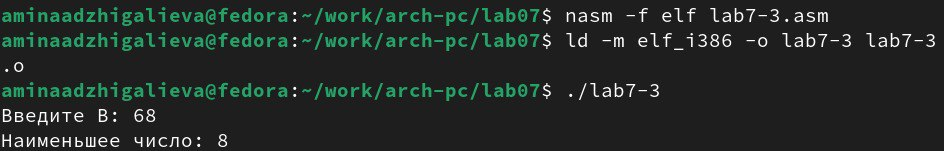 aminaadzhigalieva@fedora:~/work/arch-pc/lab07$ nasm -f elf lab7-3.asm
aminaadzhigalieva@fedora:~/work/arch-pc/lab07$ ld -m elf_i386 -o lab7-3 lab7-3
.o
aminaadzhigalieva@fedora:~/work/arch-pc/lab07$ ./lab7-3
Введите B: 68
Наименьшее число: 8